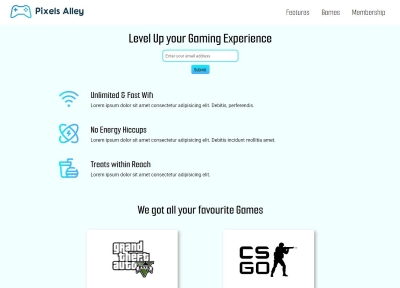 Pixels Alley
Features
Games
Membership
Level Up your Gaming Experience
Enter your email address
Submit
Unlimited & Fast Wifi
Lorem ipsum dolor sit amet consectetur adipisicing elit. Debitis, perferendis.
No Energy Hiccups
Lorem ipsum dolor sit amet consectetur adipisicing elit. Debitis incidunt mollitia amet.
Treats within Reach
Lorem ipsum dolor sit amet consectetur adipisicing elit.
We got all your favourite Games
grand
theft
auto
V
CS
GO